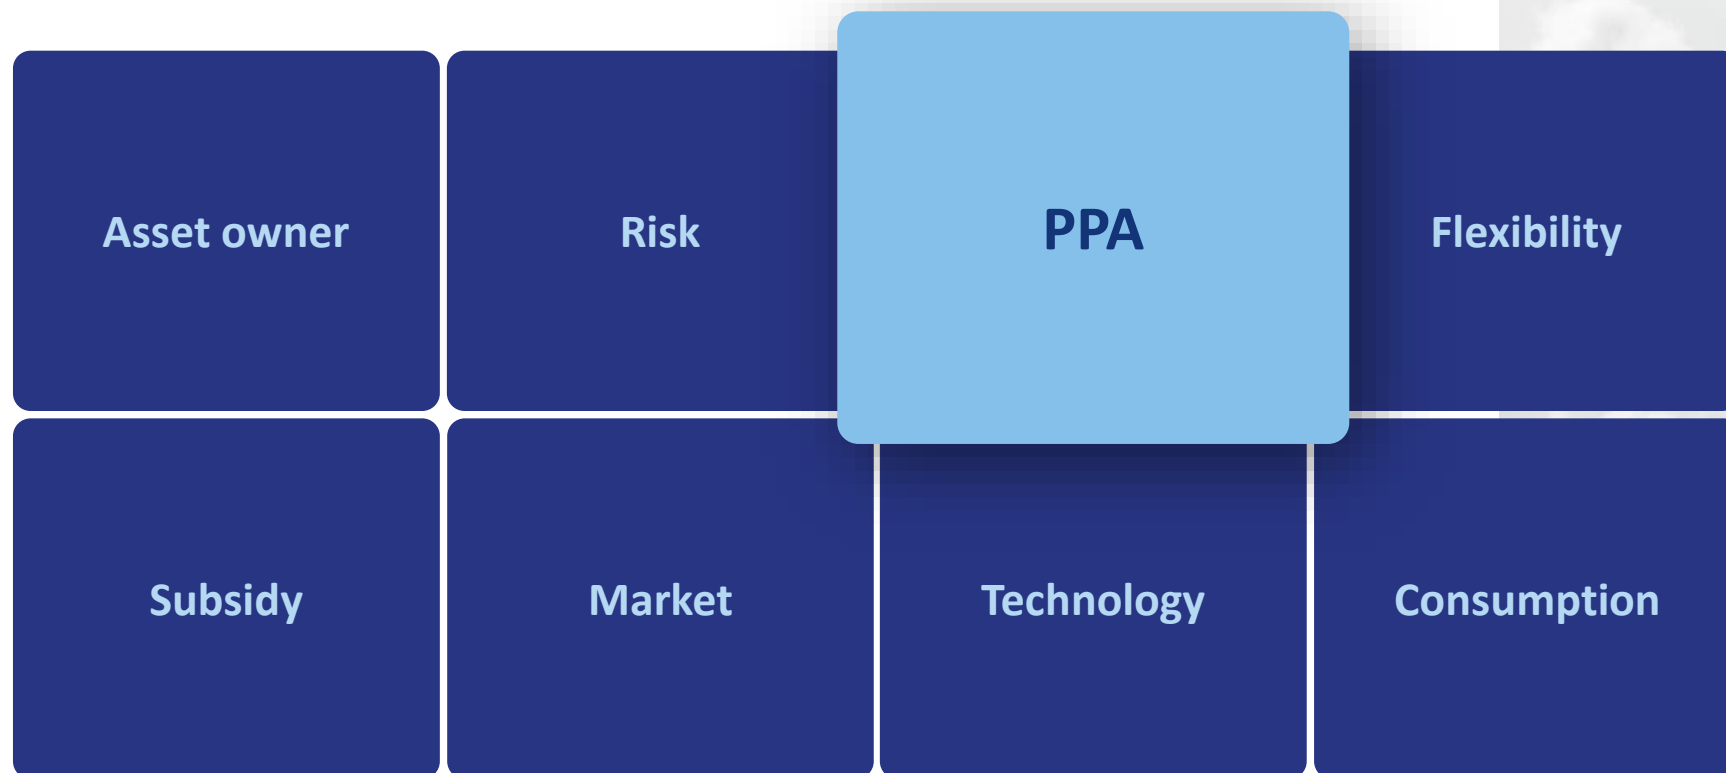 Asset owner
Risk
PPA
Flexibility
Subsidy
Market
Technology
Consumption